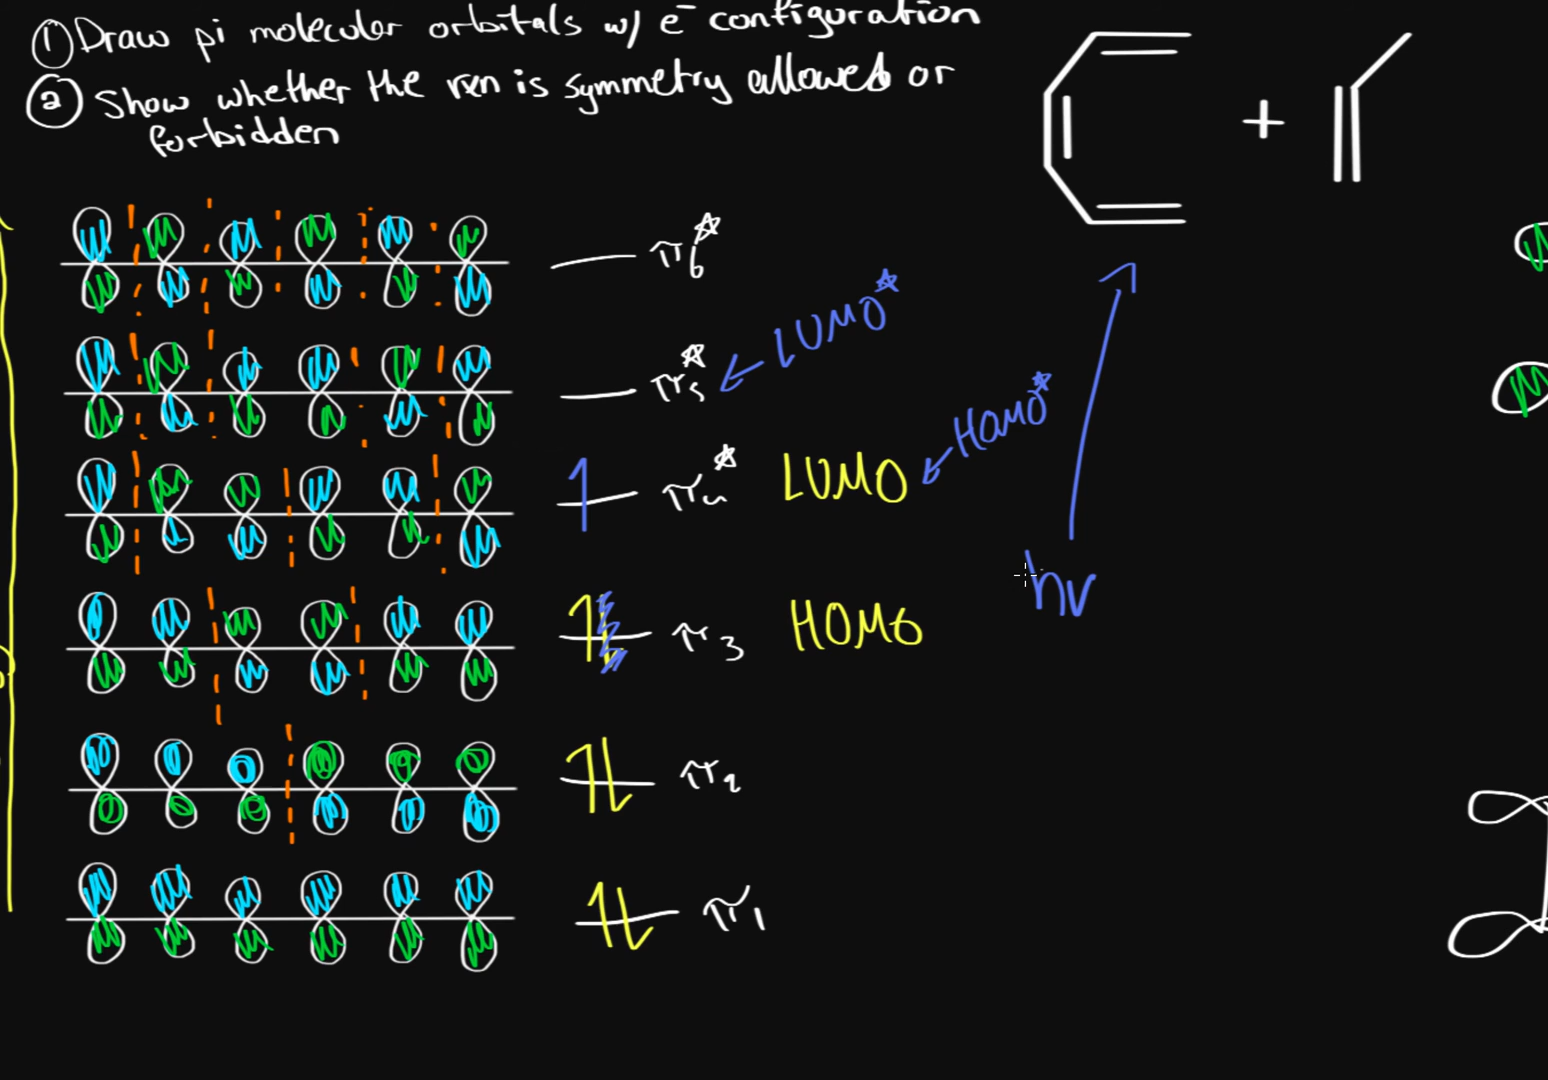 ① Draw pi molecular orbitals w/ e⁻ configuration
② Show whether the rxn is symmetry allowed or
forbidden
+
π₆*
LUMO*
π₅*
HOMO*
π₄* LUMO
hν
π₃ HOMO
π₂
π₁